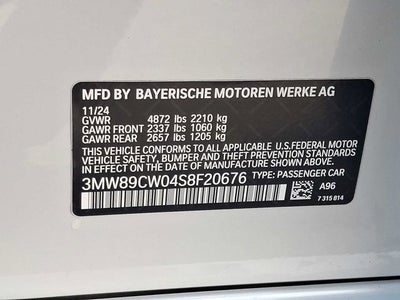 MFD BY BAYERISCHE MOTOREN WERKE AG
11/24
GVWR 4872 lbs 2210 kg
GAWR FRONT 2337 lbs 1060 kg
GAWR REAR 2657 lbs 1205 kg
THIS VEHICLE CONFORMS TO ALL APPLICABLE U.S.FEDERAL MOTOR
VEHICLE SAFETY, BUMPER, AND THEFT PREVENTION STANDARDS
IN EFFECT ON THE DATE OF MANUFACTURE SHOWN ABOVE.
3MW89CW04S8F20676 TYPE: PASSENGER CAR
A96
7 315 814